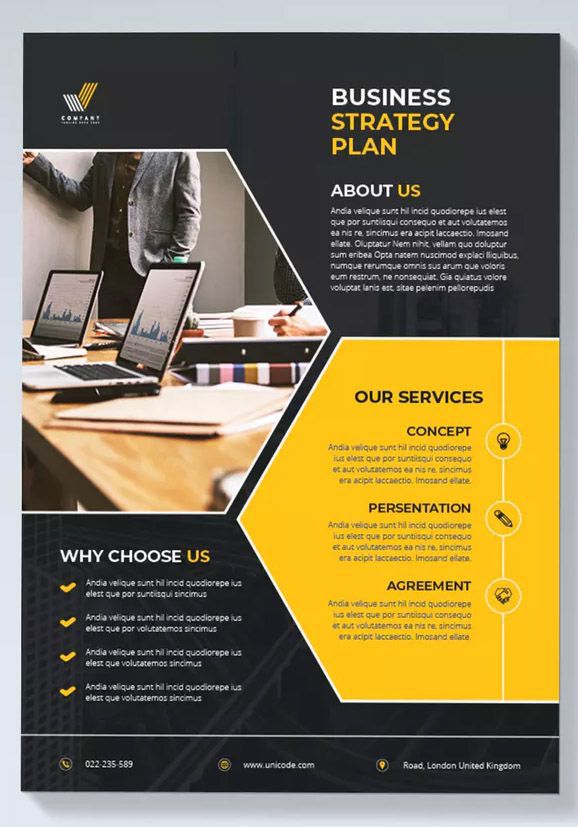 COMPANY
BUSINESS
STRATEGY
PLAN
ABOUT US
Andia velique sunt hil incid quodiorepe ius elest
que por suntiisqui consequo et aut volutatemos
ea nis re, sincimus era acipit laccaectio. Imosand
ellate. Oluptatur Nem nihit, vellam quo doluptur
sum eribea Opta natem nuscimod explaci liquibus,
numque rerumque omnis sus arum que voloris
eum restrum, ne nonsequiat. Gia quiatus volore
voluptat lanis est, sitae pelenim pellorepudis
OUR SERVICES
CONCEPT
Andia velique sunt hil incid quodiorepe
ius elest que por suntiisqui consequo
et aut volutatemos ea nis re, sincimus
era acipit laccaectio. Imosand ellate.
PERSENTATION
Andia velique sunt hil incid quodiorepe
ius elest que por suntiisqui consequo
et aut volutatemos ea nis re, sincimus
era acipit laccaectio. Imosand ellate.
AGREEMENT
Andia velique sunt hil incid quodiorepe
ius elest que por suntiisqui consequo
et aut volutatemos ea nis re, sincimus
era acipit laccaectio. Imosand ellate.
WHY CHOOSE US
Andia velique sunt hil incid quodiorepe ius
elest que por suntiisqui sincimus
Andia velique sunt hil incid quodiorepe ius
elest que por volutatemos sincimus
Andia velique sunt hil incid quodiorepe ius
elest que volutatemos sincimus
Andia velique sunt hil incid quodiorepe ius
elest que volutatemos sincimus
022-235-589
www.unicode.com
Road, London United Kingdom